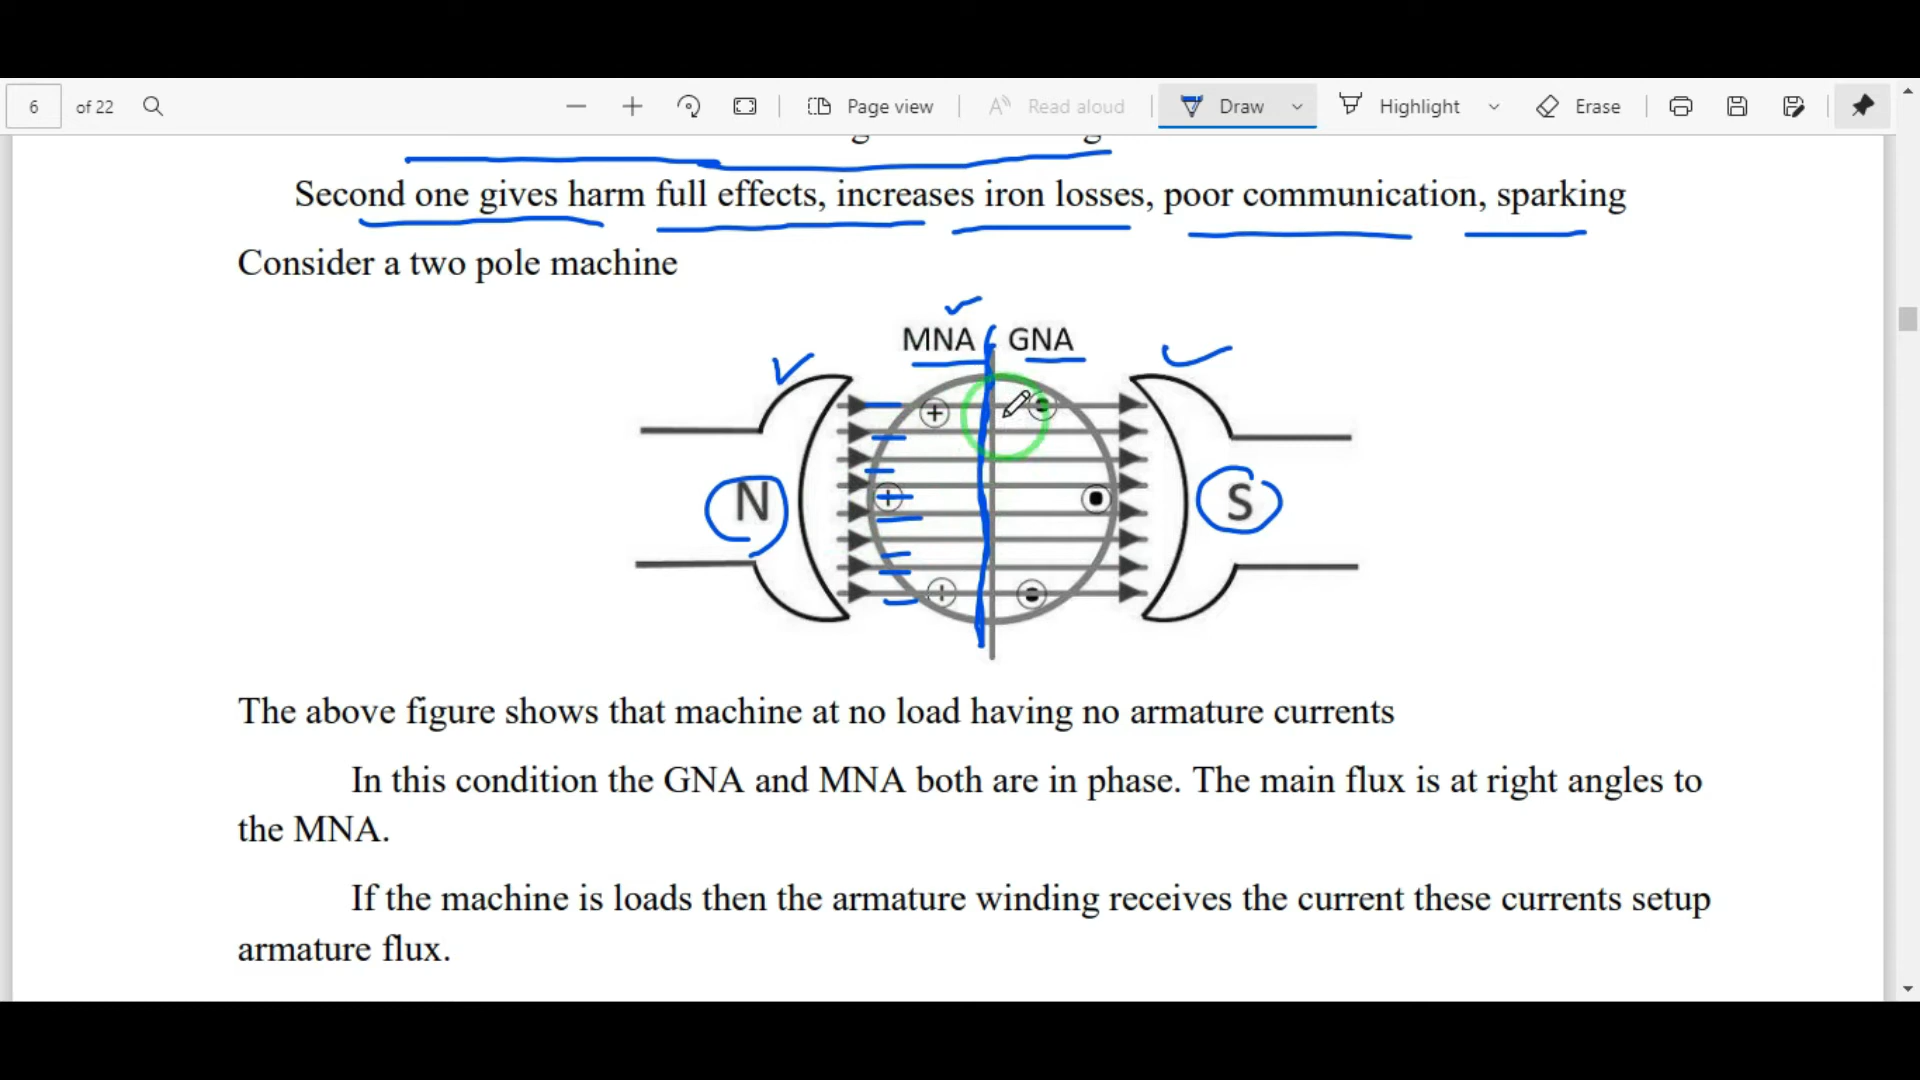 6 of 22 Page view Read aloud Draw Highlight Erase
Second one gives harm full effects, increases iron losses, poor communication, sparking
Consider a two pole machine
MNA GNA
N S
The above figure shows that machine at no load having no armature currents
In this condition the GNA and MNA both are in phase. The main flux is at right angles to
the MNA.
If the machine is loads then the armature winding receives the current these currents setup
armature flux.